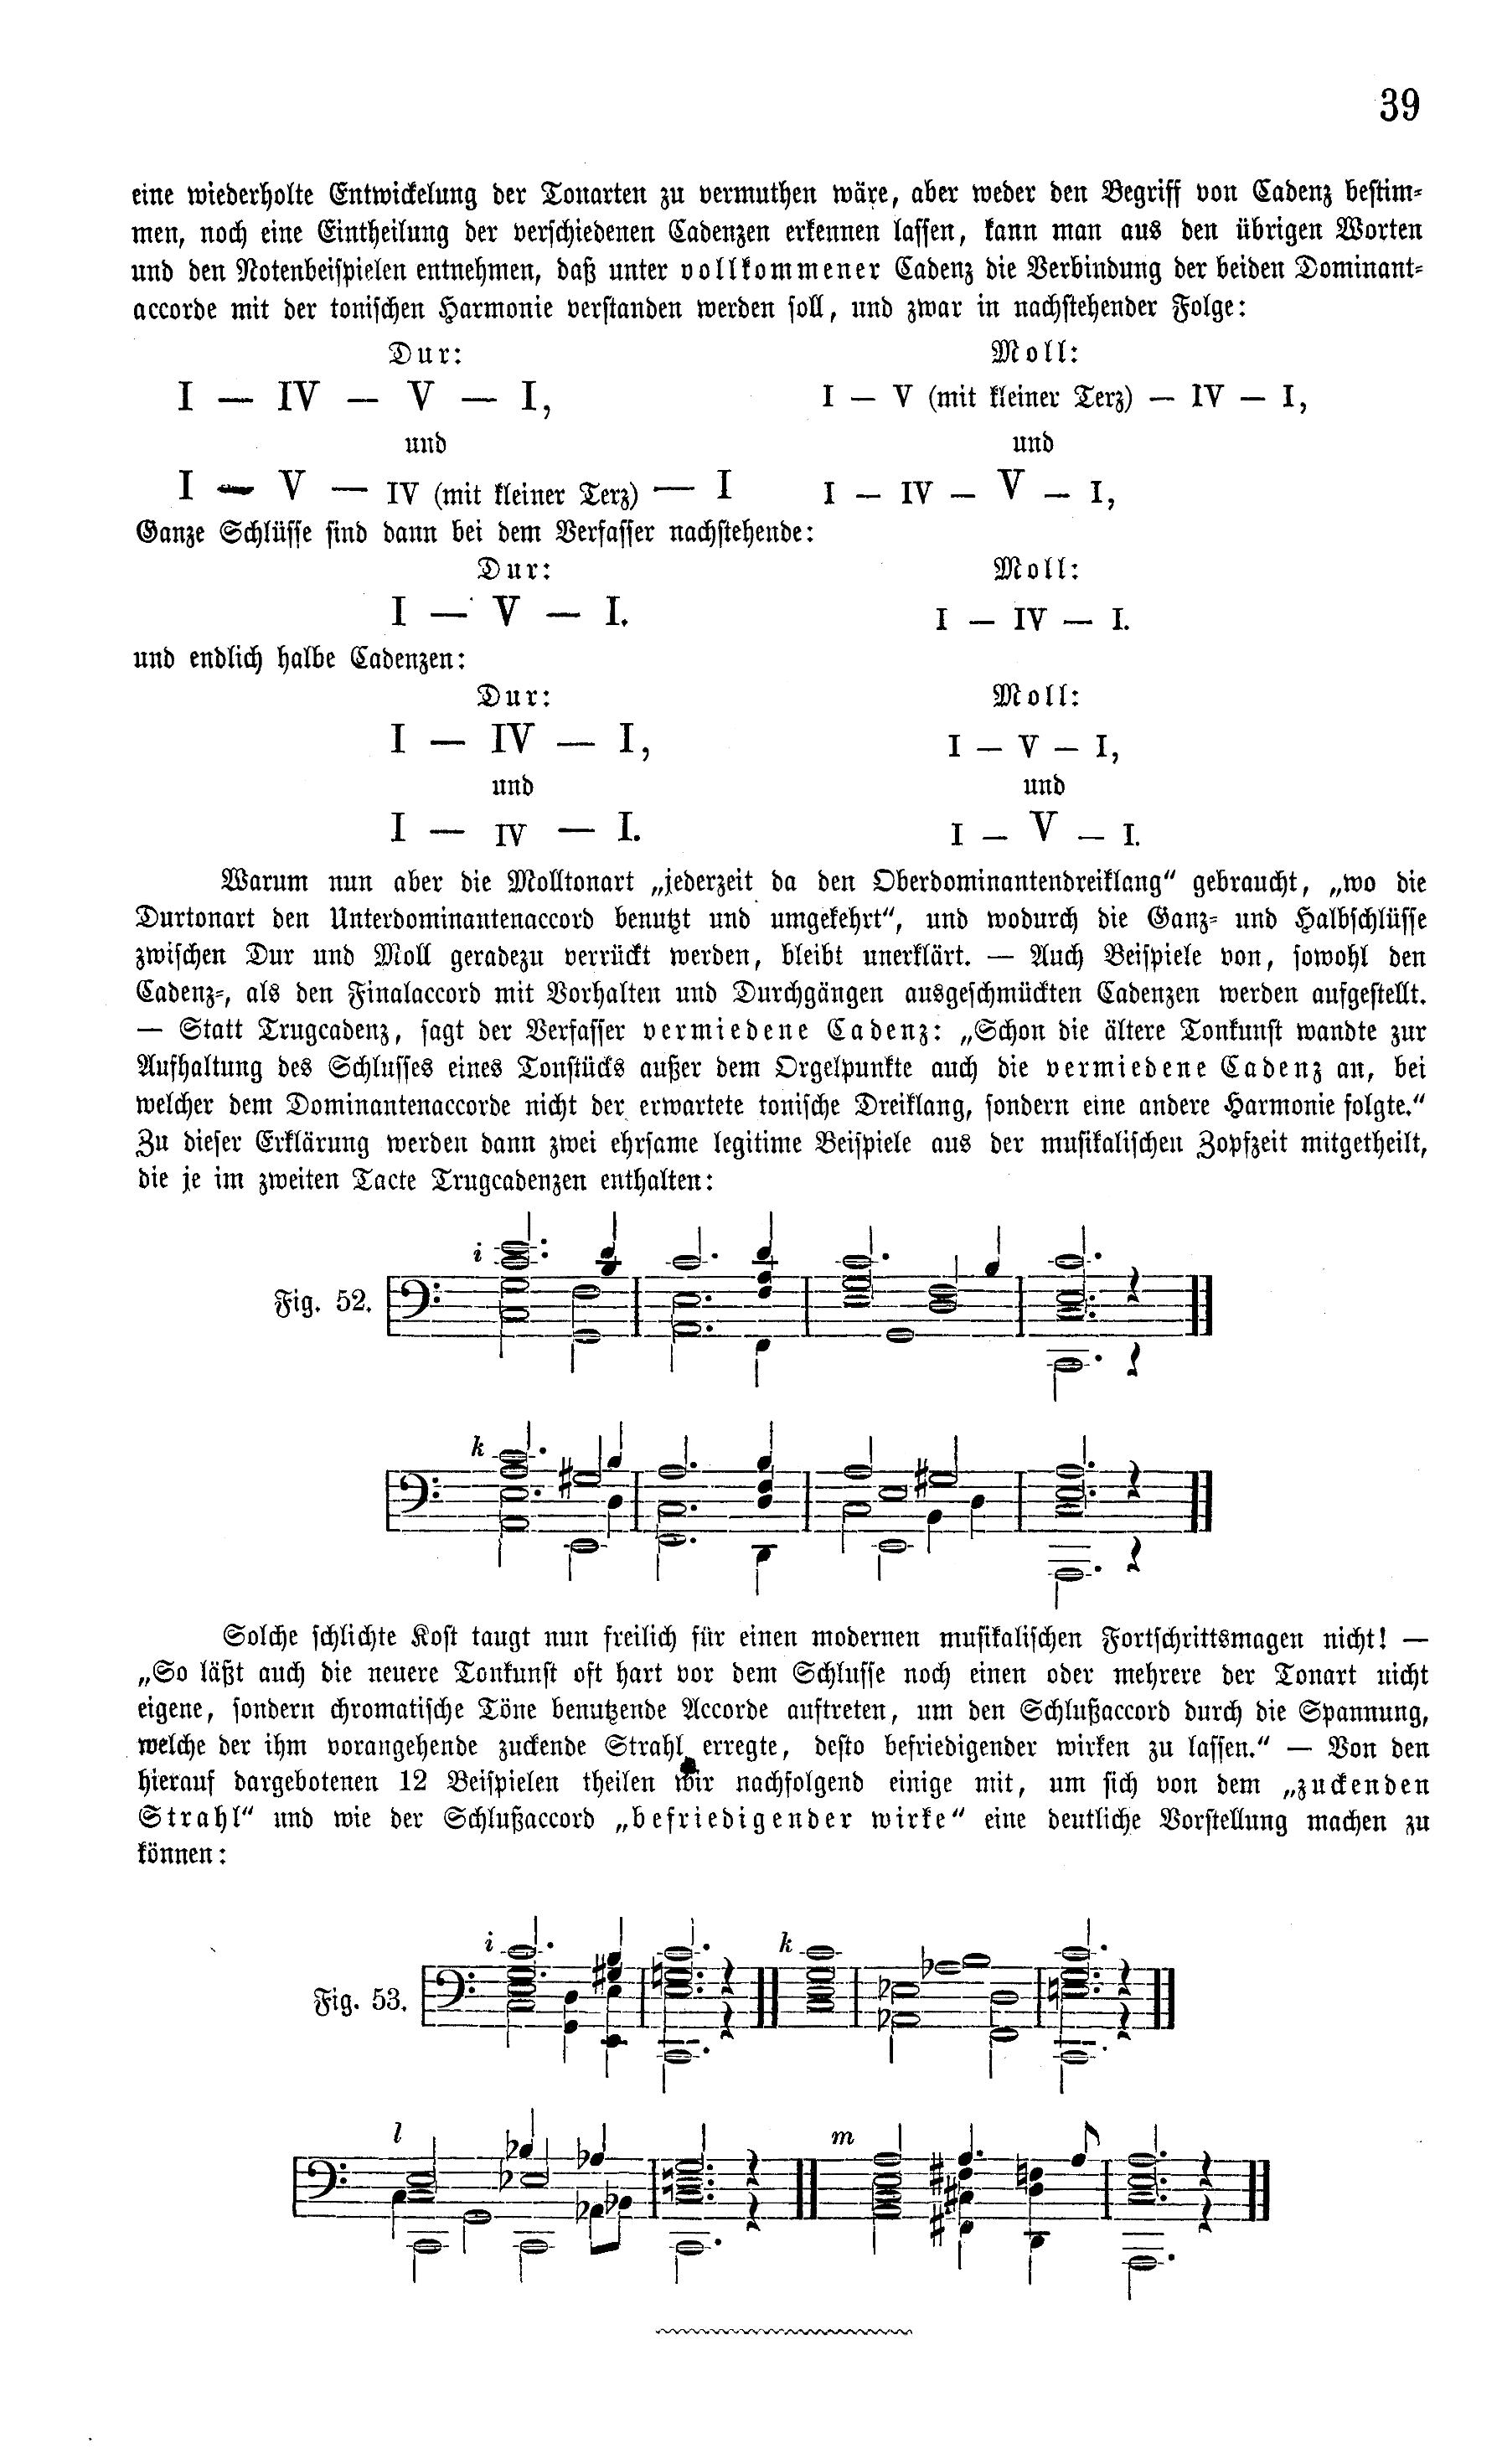 39
eine wiederholte Entwickelung der Tonarten zu vermuthen wäre, aber weder den Begriff von Cadenz bestim-
men, noch eine Eintheilung der verschiedenen Cadenzen erkennen lassen, kann man aus den übrigen Worten
und den Notenbeispielen entnehmen, daß unter vollkommener Cadenz die Verbindung der beiden Dominant-
accorde mit der tonischen Harmonie verstanden werden soll, und zwar in nachstehender Folge:
Dur: Moll:
I — IV — V — I, I — V (mit kleiner Terz) — IV — I,
und und
I — V — IV (mit kleiner Terz) — I I — IV — V — I,
Ganze Schlüsse sind dann bei dem Verfasser nachstehende:
Dur: Moll:
I — V — I. I — IV — I.
und endlich halbe Cadenzen:
Dur: Moll:
I — IV — I, I — V — I,
und und
I — IV — I. I — V — I.
Warum nun aber die Molltonart „jederzeit da den Oberdominantendreiklang“ gebraucht, „wo die
Durtonart den Unterdominantenaccord benutzt und umgekehrt“, und wodurch die Ganz- und Halbschlüsse
zwischen Dur und Moll geradezu verrückt werden, bleibt unerklärt. — Auch Beispiele von, sowohl den
Cadenz-, als den Finalaccord mit Vorhalten und Durchgängen ausgeschmückten Cadenzen werden aufgestellt.
— Statt Trugcadenz, sagt der Verfasser vermiedene Cadenz: „Schon die ältere Tonkunst wandte zur
Aufhaltung des Schlusses eines Tonstücks außer dem Orgelpunkte auch die vermiedene Cadenz an, bei
welcher dem Dominantenaccorde nicht der erwartete tonische Dreiklang, sondern eine andere Harmonie folgte.“
Zu dieser Erklärung werden dann zwei ehrsame legitime Beispiele aus der musikalischen Zopfzeit mitgetheilt,
die je im zweiten Tacte Trugcadenzen enthalten:
i
Fig. 52.
k
Solche schlichte Kost taugt nun freilich für einen modernen musikalischen Fortschrittsmagen nicht! —
„So läßt auch die neuere Tonkunst oft hart vor dem Schlusse noch einen oder mehrere der Tonart nicht
eigene, sondern chromatische Töne benutzende Accorde auftreten, um den Schlußaccord durch die Spannung,
welche der ihm vorangehende zuckende Strahl erregte, desto befriedigender wirken zu lassen.“ — Von den
hierauf dargebotenen 12 Beispielen theilen wir nachfolgend einige mit, um sich von dem „zuckenden
Strahl“ und wie der Schlußaccord „befriedigender wirke“ eine deutliche Vorstellung machen zu
können:
i k
Fig. 53.
l m